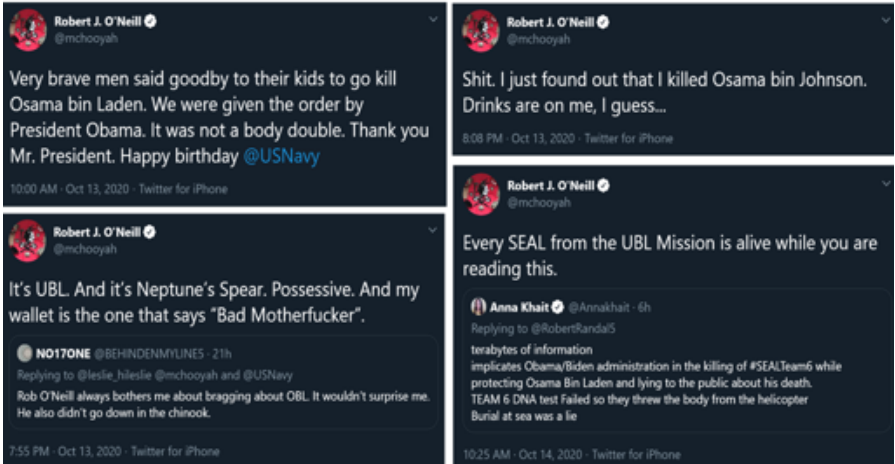 Robert J. O'Neill
@mchooyah
Very brave men said goodby to their kids to go kill
Osama bin Laden. We were given the order by
President Obama. It was not a body double. Thank you
Mr. President. Happy birthday @USNavy
10:00 AM · Oct 13, 2020 · Twitter for iPhone
Robert J. O'Neill
@mchooyah
It's UBL. And it's Neptune's Spear. Possessive. And my
wallet is the one that says "Bad Motherfucker".
NO17ONE @BEHINDENMYLINES · 21h
Replying to @leslie_hileslie @mchooyah and @USNavy
Rob O'Neill always bothers me about bragging about OBL. It wouldn't surprise me.
He also didn't go down in the chinook.
7:55 PM · Oct 13, 2020 · Twitter for iPhone
Robert J. O'Neill
@mchooyah
Shit. I just found out that I killed Osama bin Johnson.
Drinks are on me, I guess...
8:08 PM · Oct 13, 2020 · Twitter for iPhone
Robert J. O'Neill
@mchooyah
Every SEAL from the UBL Mission is alive while you are
reading this.
Anna Khait @Annakhait · 6h
Replying to @RobertRandal5
terabytes of information
implicates Obama/Biden administration in the killing of #SEALTeam6 while
protecting Osama Bin Laden and lying to the public about his death.
TEAM 6 DNA test Failed so they threw the body from the helicopter
Burial at sea was a lie
10:25 AM · Oct 14, 2020 · Twitter for iPhone